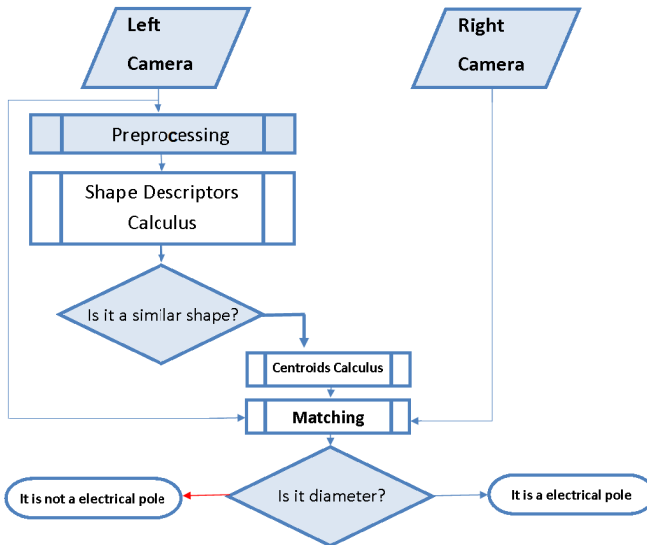 Left
Camera
Right
Camera
Preprocessing
Shape Descriptors
Calculus
Is it a similar shape?
Centroids Calculus
Matching
It is not a electrical pole
Is it diameter?
It is a electrical pole